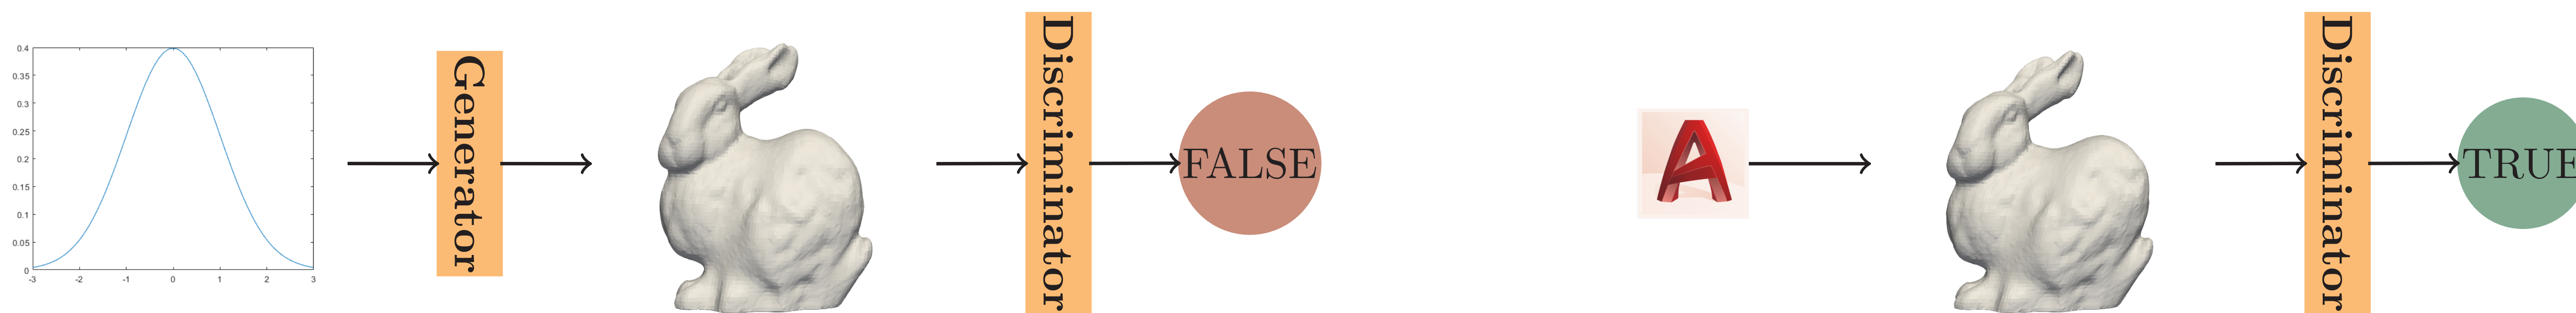 0.4
0.35
0.3
0.25
0.2
0.15
0.1
0.05
0
-3 -2 -1 0 1 2 3
Generator
Discriminator
FALSE
A
Discriminator
TRUE